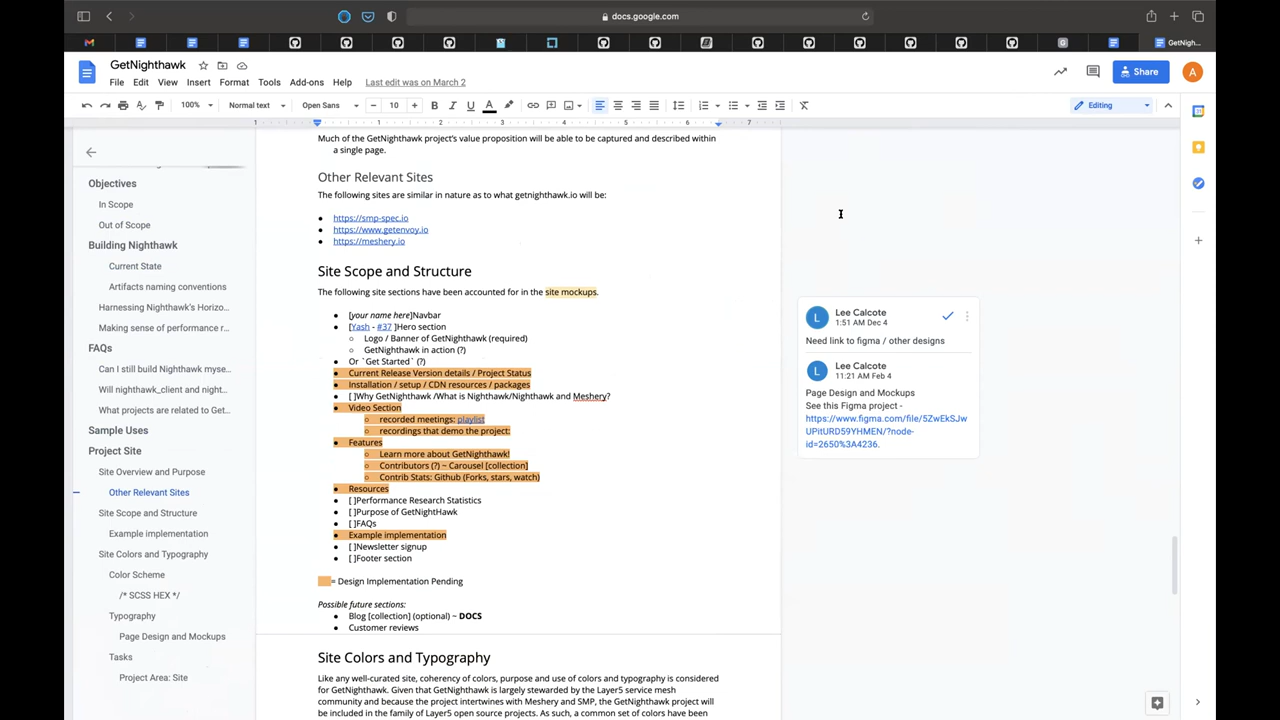 docs.google.com
GetNigh...
GetNighthawk
File Edit View Insert Format Tools Add-ons Help Last edit was on March 2
Share
A
100% Normal text Open Sans 10 B I U A Editing
1 1 2 3 4 5 6 7
Objectives
In Scope
Out of Scope
Building Nighthawk
Current State
Artifacts naming conventions
Harnessing Nighthawk's Horizo...
Making sense of performance r...
FAQs
Can I still build Nighthawk myse...
Will nighthawk_client and night...
What projects are related to Get...
Sample Uses
Project Site
Site Overview and Purpose
Other Relevant Sites
Site Scope and Structure
Example implementation
Site Colors and Typography
Color Scheme
/* SCSS HEX */
Typography
Page Design and Mockups
Tasks
Project Area: Site
Much of the GetNighthawk project's value proposition will be able to be captured and described within
a single page.
Other Relevant Sites
The following sites are similar in nature as to what getnighthawk.io will be:
● https://smp-spec.io
● https://www.getenvoy.io
● https://meshery.io
Site Scope and Structure
The following site sections have been accounted for in the site mockups.
● [your name here]Navbar
● [Yash - #37 ]Hero section
○ Logo / Banner of GetNighthawk (required)
○ GetNighthawk in action (?)
● Or `Get Started` (?)
● Current Release Version details / Project Status
● Installation / setup / CDN resources / packages
● [ ]Why GetNighthawk /What is Nighthawk/Nighthawk and Meshery?
● Video Section
○ recorded meetings: playlist
○ recordings that demo the project:
● Features
○ Learn more about GetNighthawk!
○ Contributors (?) ~ Carousel [collection]
○ Contrib Stats: Github (Forks, stars, watch)
● Resources
● [ ]Performance Research Statistics
● [ ]Purpose of GetNightHawk
● [ ]FAQs
● Example implementation
● [ ]Newsletter signup
● [ ]Footer section
= Design Implementation Pending
Possible future sections:
● Blog [collection] (optional) ~ DOCS
● Customer reviews
Site Colors and Typography
Like any well-curated site, coherency of colors, purpose and use of colors and typography is considered
for GetNighthawk. Given that GetNighthawk is largely stewarded by the Layer5 service mesh
community and because the project intertwines with Meshery and SMP, the GetNighthawk project will
be included in the family of Layer5 open source projects. As such, a common set of colors have been
L
Lee Calcote
1:51 AM Dec 4
Need link to figma / other designs
L
Lee Calcote
11:21 AM Feb 4
Page Design and Mockups
See this Figma project -
https://www.figma.com/file/5ZwEkSJw
UPitURD59YHMEN/?node-
id=2650%3A4236.